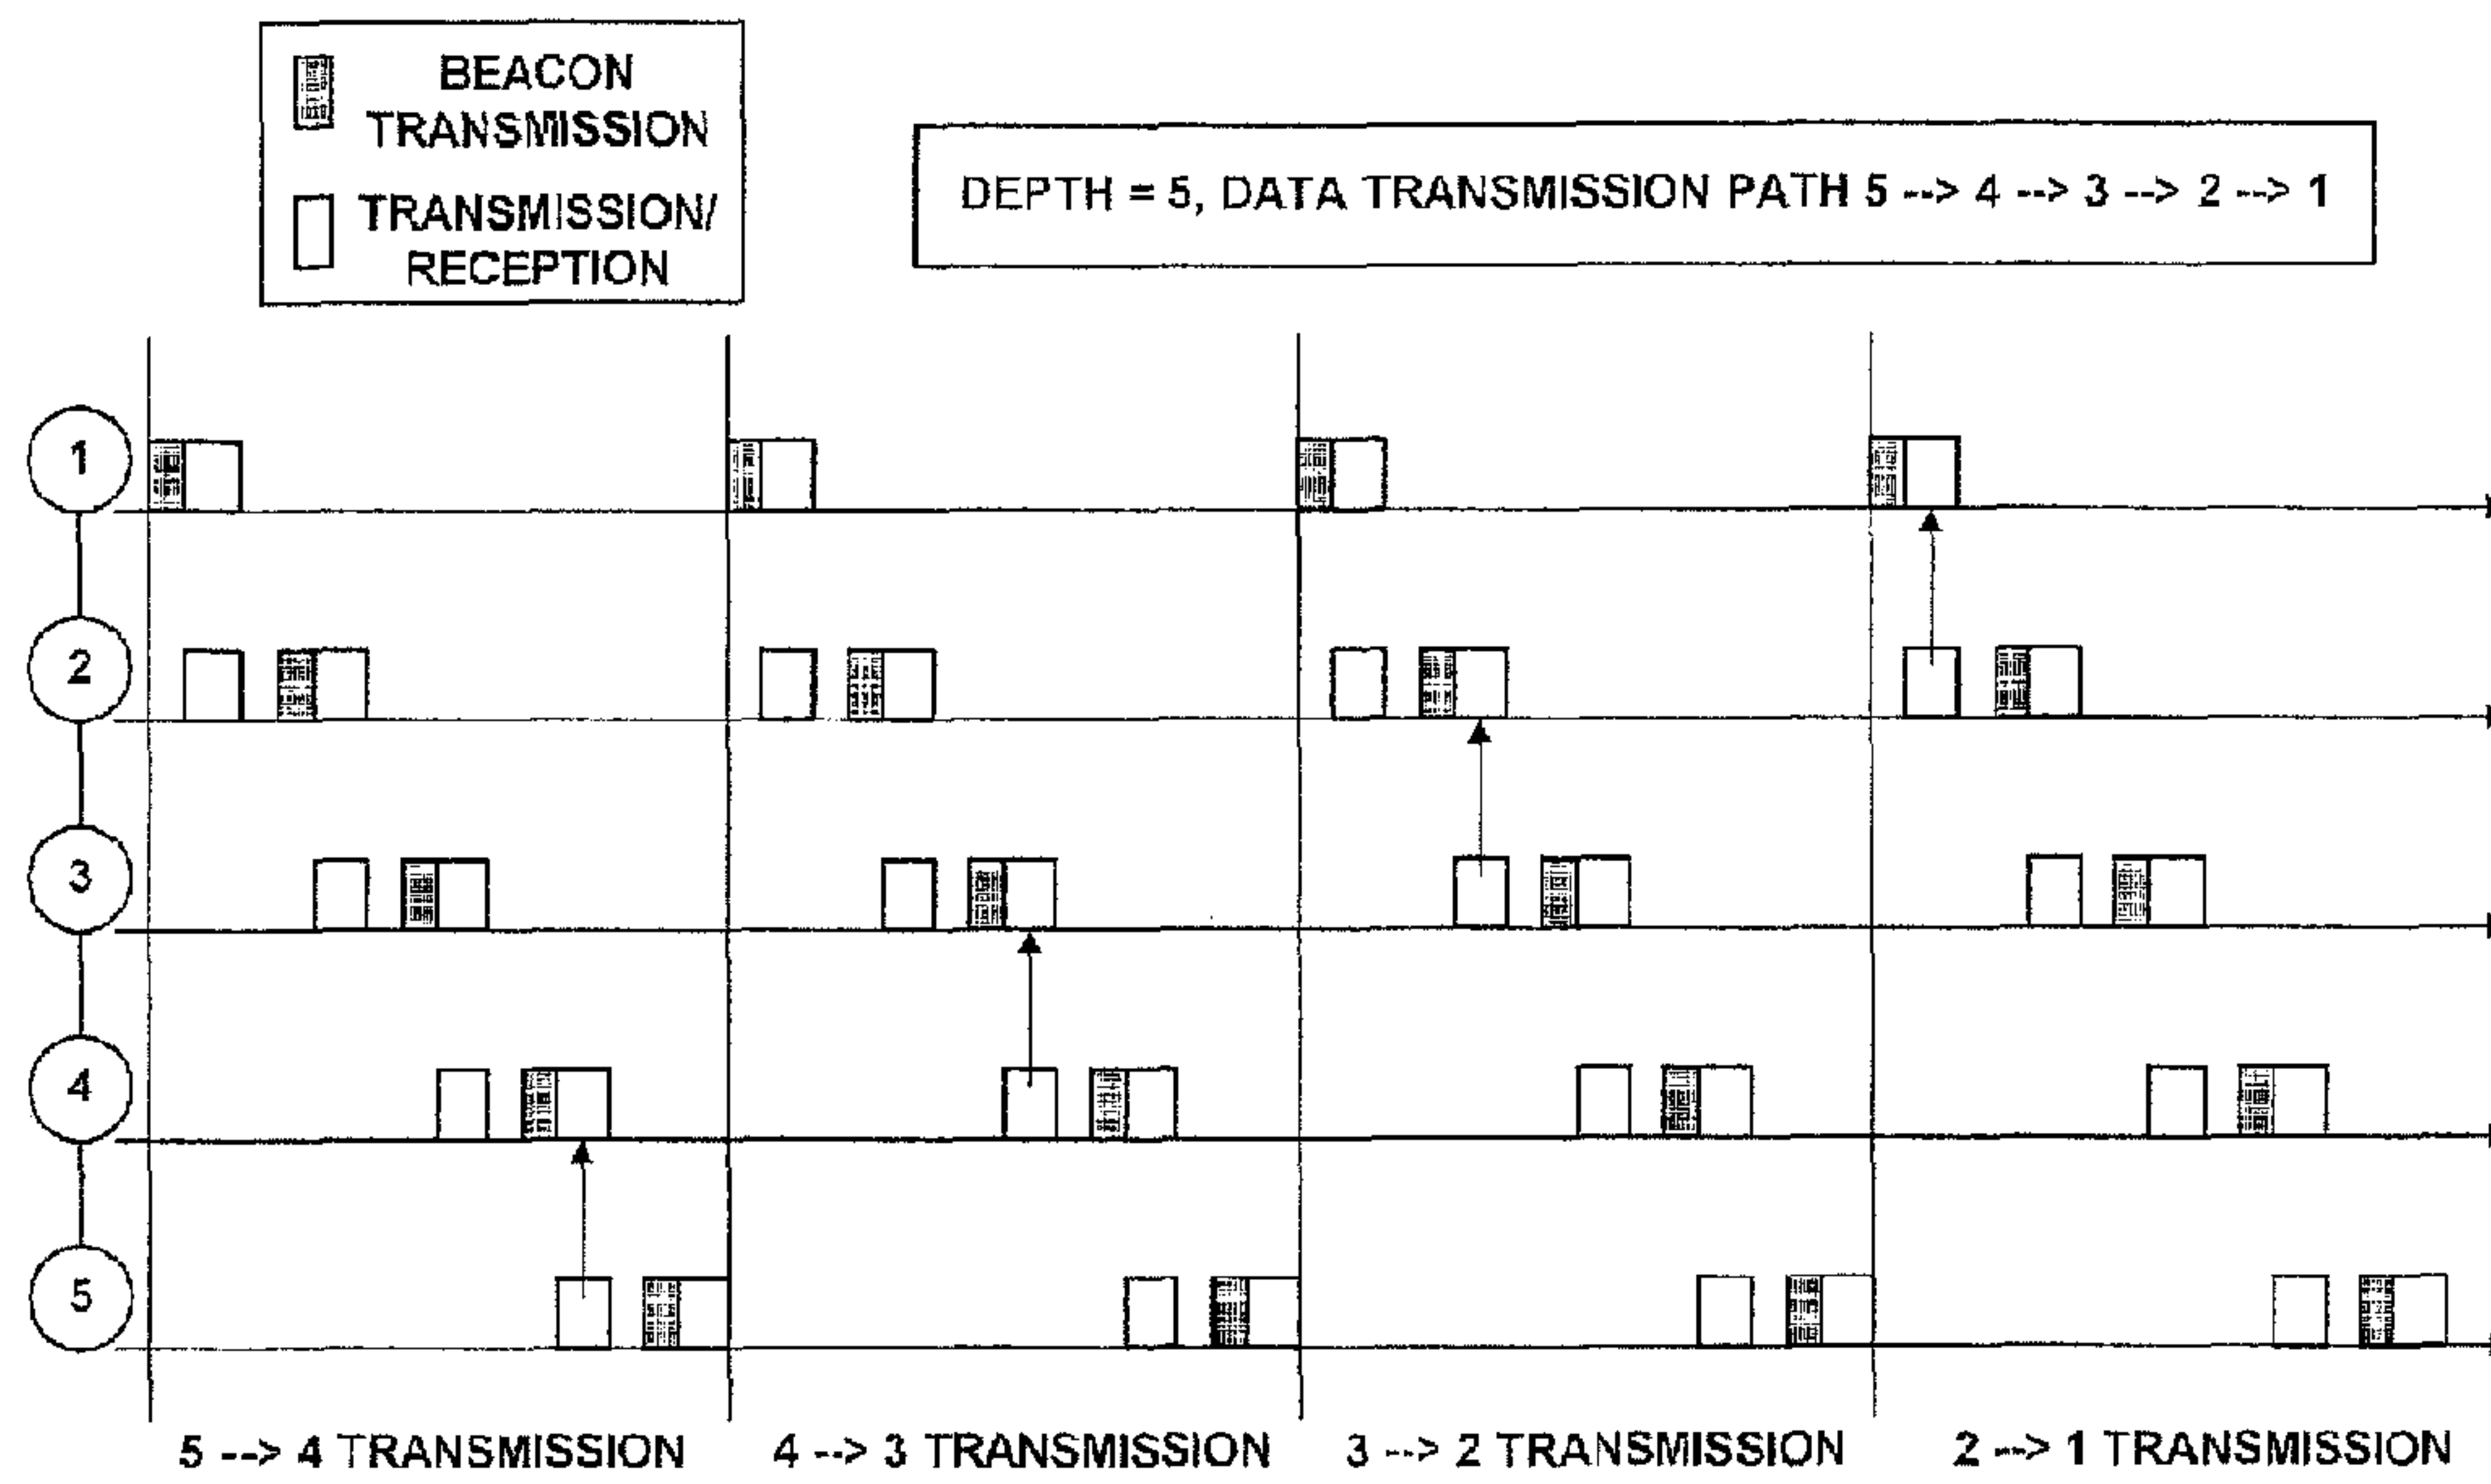 BEACON
TRANSMISSION
TRANSMISSION/
RECEPTION
DEPTH = 5, DATA TRANSMISSION PATH 5 --> 4 --> 3 --> 2 --> 1
1
2
3
4
5
5 --> 4 TRANSMISSION
4 --> 3 TRANSMISSION
3 --> 2 TRANSMISSION
2 --> 1 TRANSMISSION